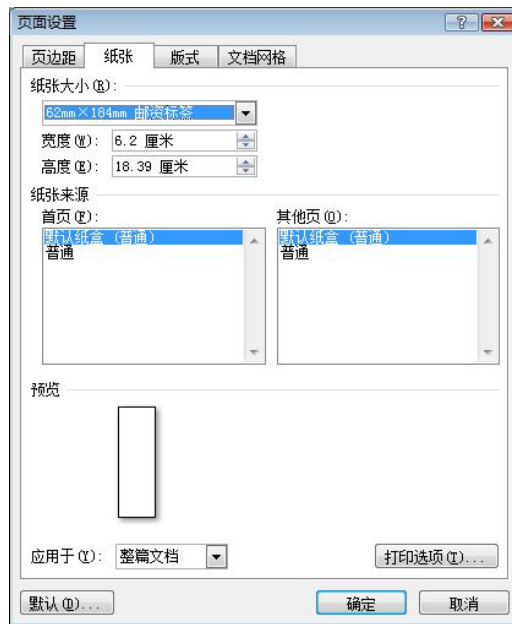 页面设置
页边距 纸张 版式 文档网格
纸张大小(R):
62mm×184mm 邮资标签
宽度(W): 6.2 厘米
高度(E): 18.39 厘米
纸张来源
首页(F): 其他页(O):
默认纸盒 (普通) 默认纸盒 (普通)
普通 普通
预览
应用于(Y): 整篇文档 打印选项(T)...
默认(D)... 确定 取消